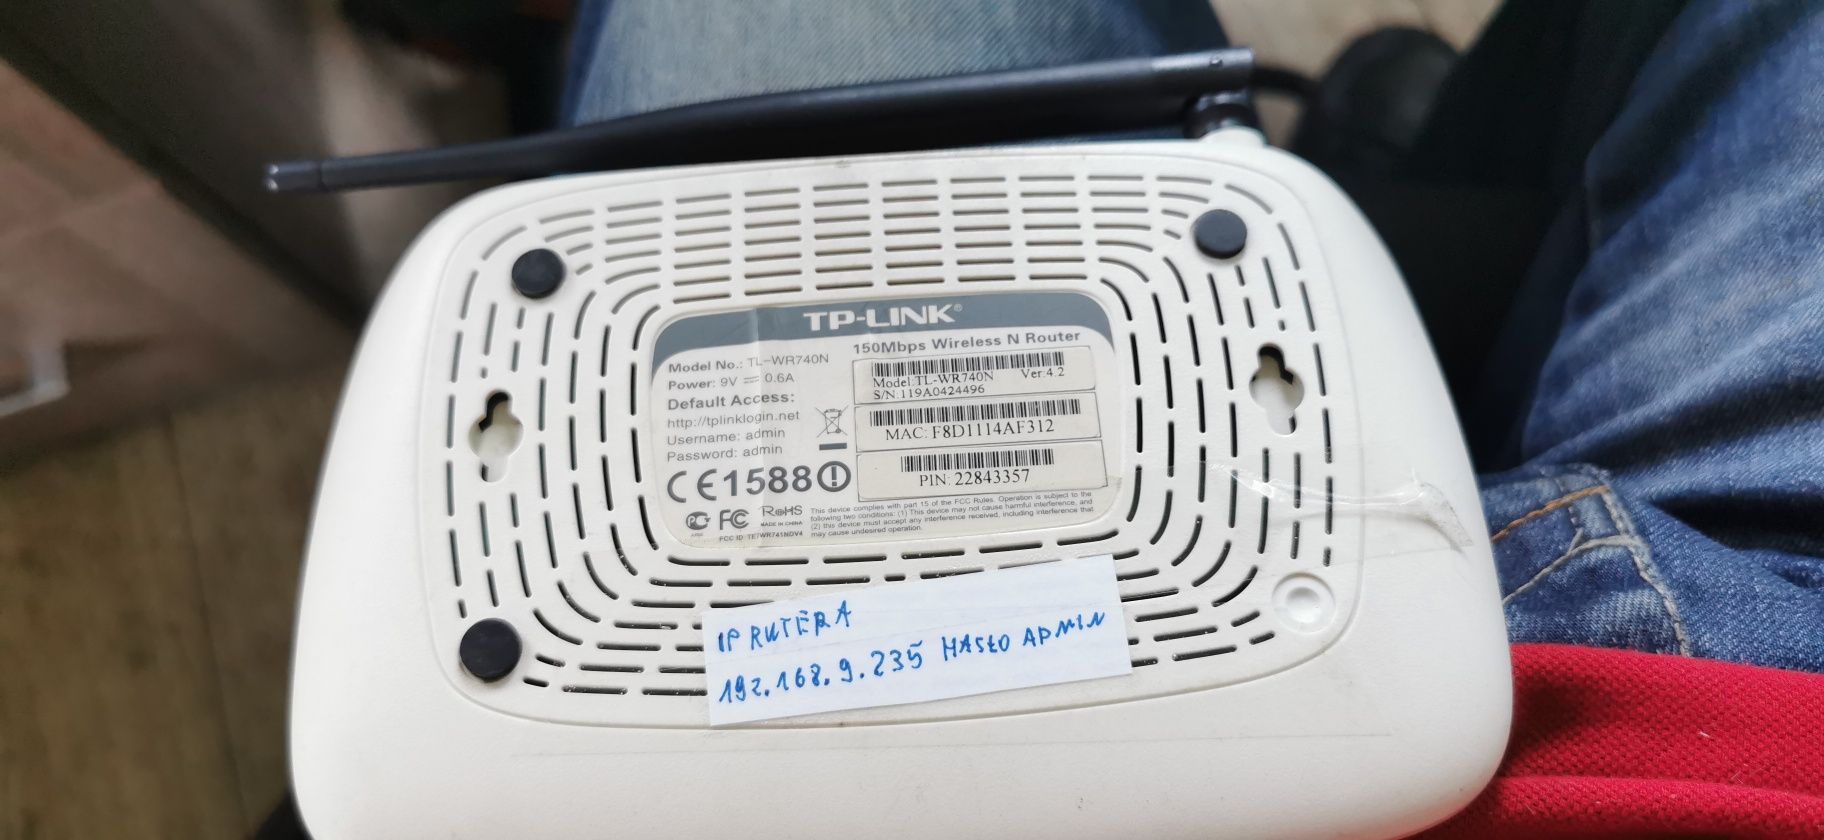 TP-LINK®
150Mbps Wireless N Router
Model No.: TL-WR740N
Power: 9V ⎓ 0.6A
Default Access:
http://tplinklogin.net
Username: admin
Password: admin
CE1588
PG FC RoHS
MADE IN CHINA
FCC ID: TE7WR741NDV4
Model:TL-WR740N Ver:4.2
S/N:119A0424496
MAC: F8D1114AF312
PIN: 22843357
This device complies with part 15 of the FCC Rules. Operation is subject to the
following two conditions: (1) This device may not cause harmful interference, and
(2) this device must accept any interference received, including interference that
may cause undesired operation.
IP RUTERA
192.168.9.235 HASŁO ADMIN